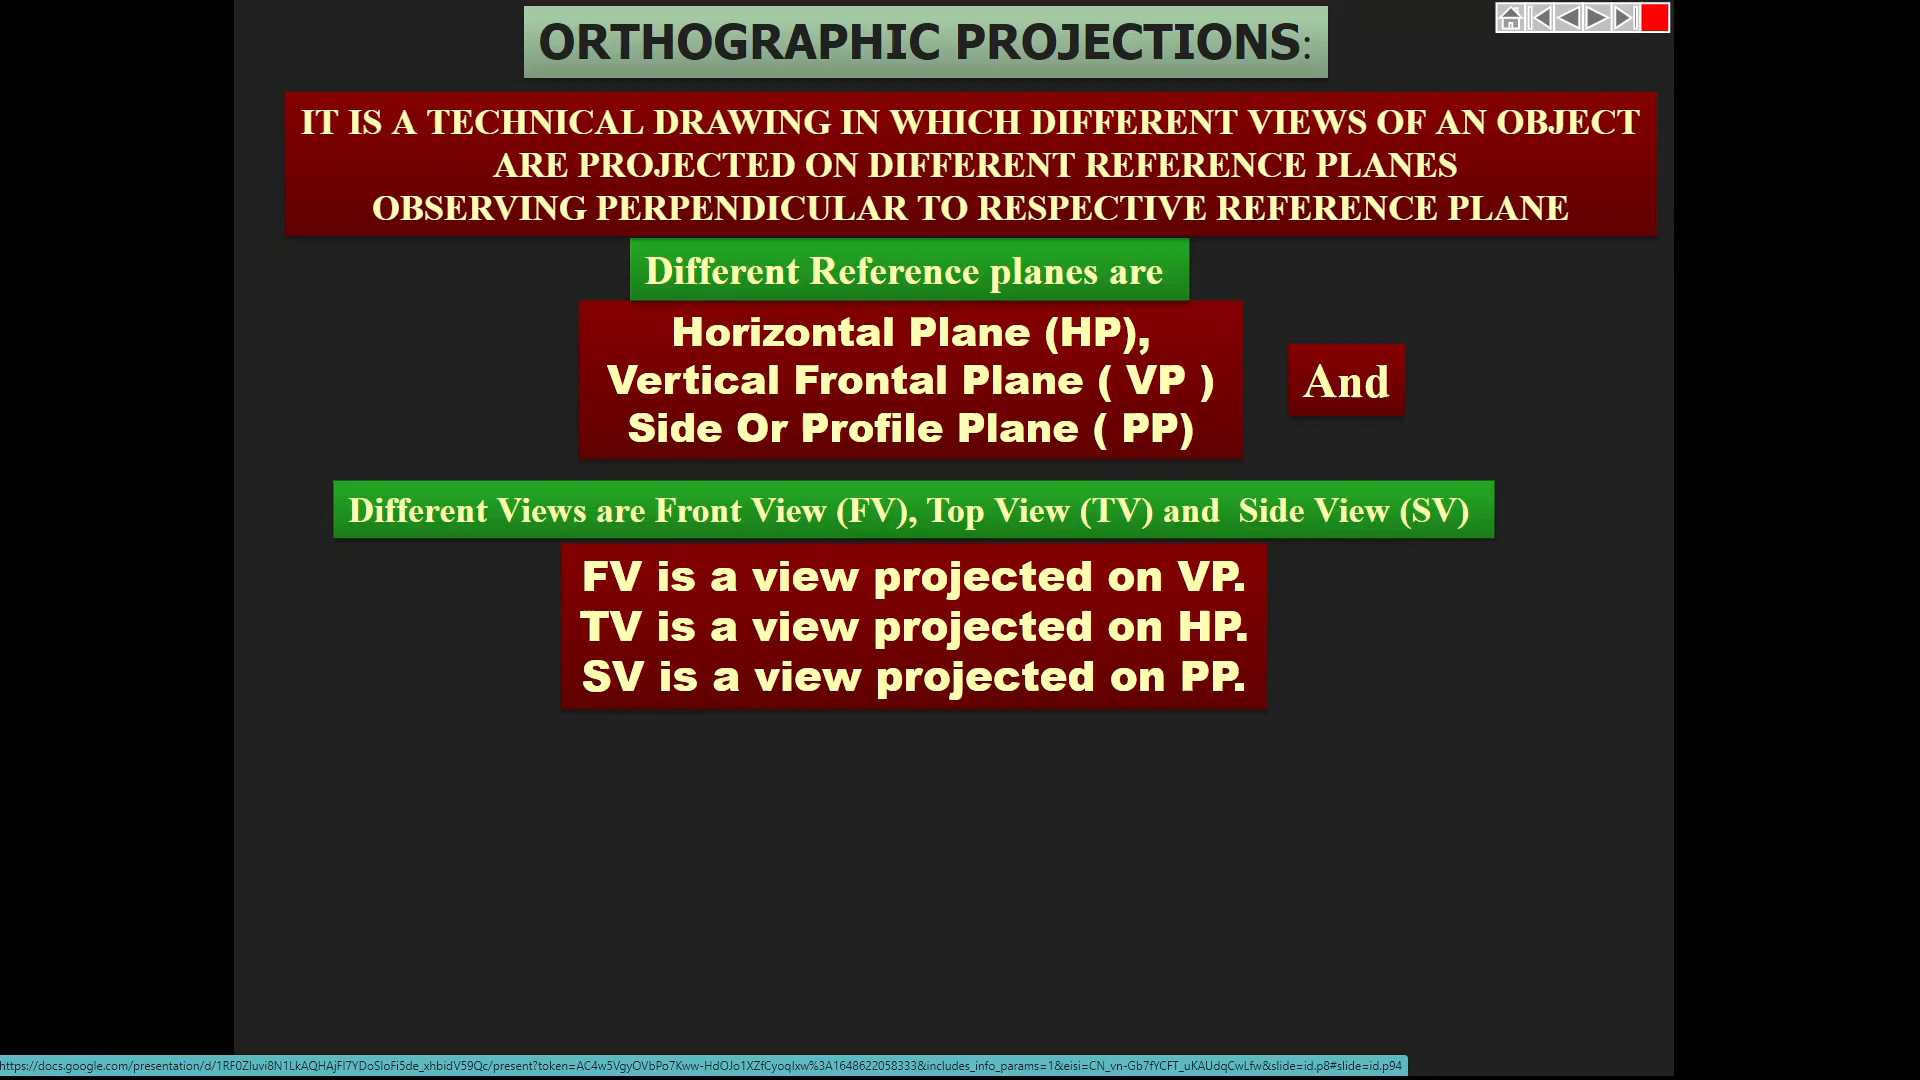 ORTHOGRAPHIC PROJECTIONS:
IT IS A TECHNICAL DRAWING IN WHICH DIFFERENT VIEWS OF AN OBJECT
ARE PROJECTED ON DIFFERENT REFERENCE PLANES
OBSERVING PERPENDICULAR TO RESPECTIVE REFERENCE PLANE
Different Reference planes are
Horizontal Plane (HP),
Vertical Frontal Plane ( VP )
Side Or Profile Plane ( PP)
And
Different Views are Front View (FV), Top View (TV) and Side View (SV)
FV is a view projected on VP.
TV is a view projected on HP.
SV is a view projected on PP.